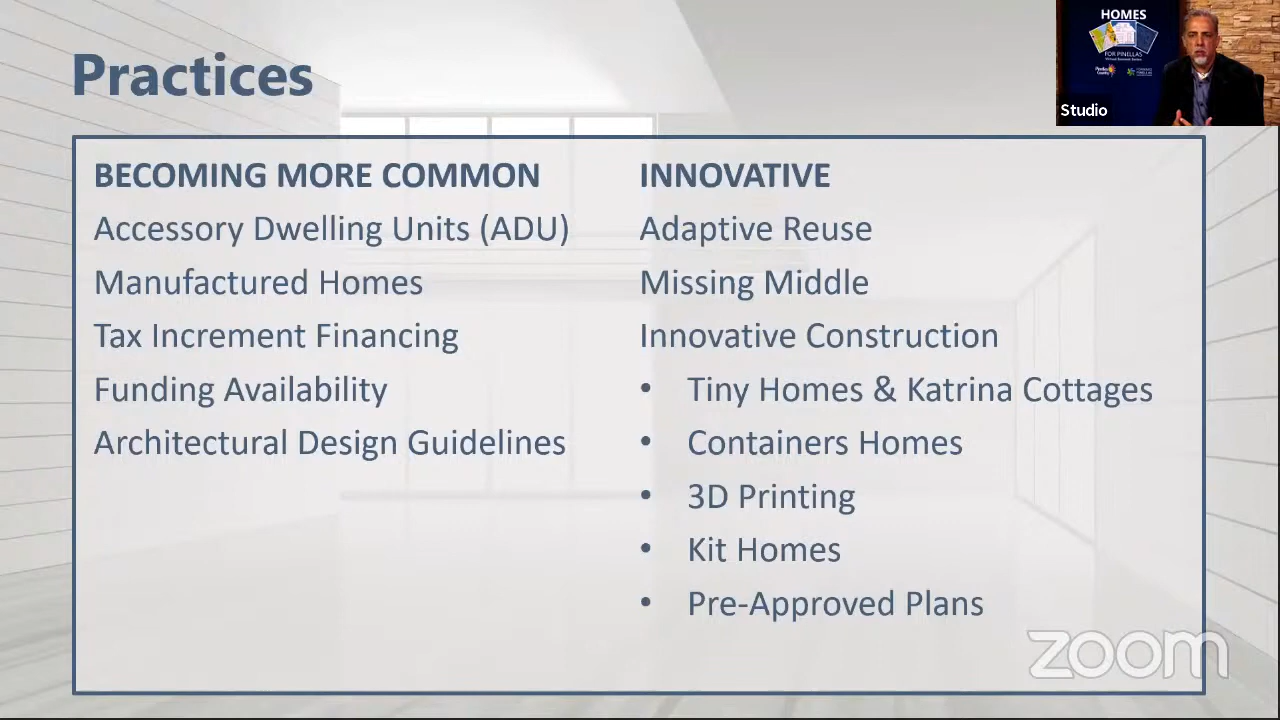 Practices
BECOMING MORE COMMON
Accessory Dwelling Units (ADU)
Manufactured Homes
Tax Increment Financing
Funding Availability
Architectural Design Guidelines
INNOVATIVE
Adaptive Reuse
Missing Middle
Innovative Construction
• Tiny Homes & Katrina Cottages
• Containers Homes
• 3D Printing
• Kit Homes
• Pre-Approved Plans
HOMES
FOR PINELLAS
Studio
zoom